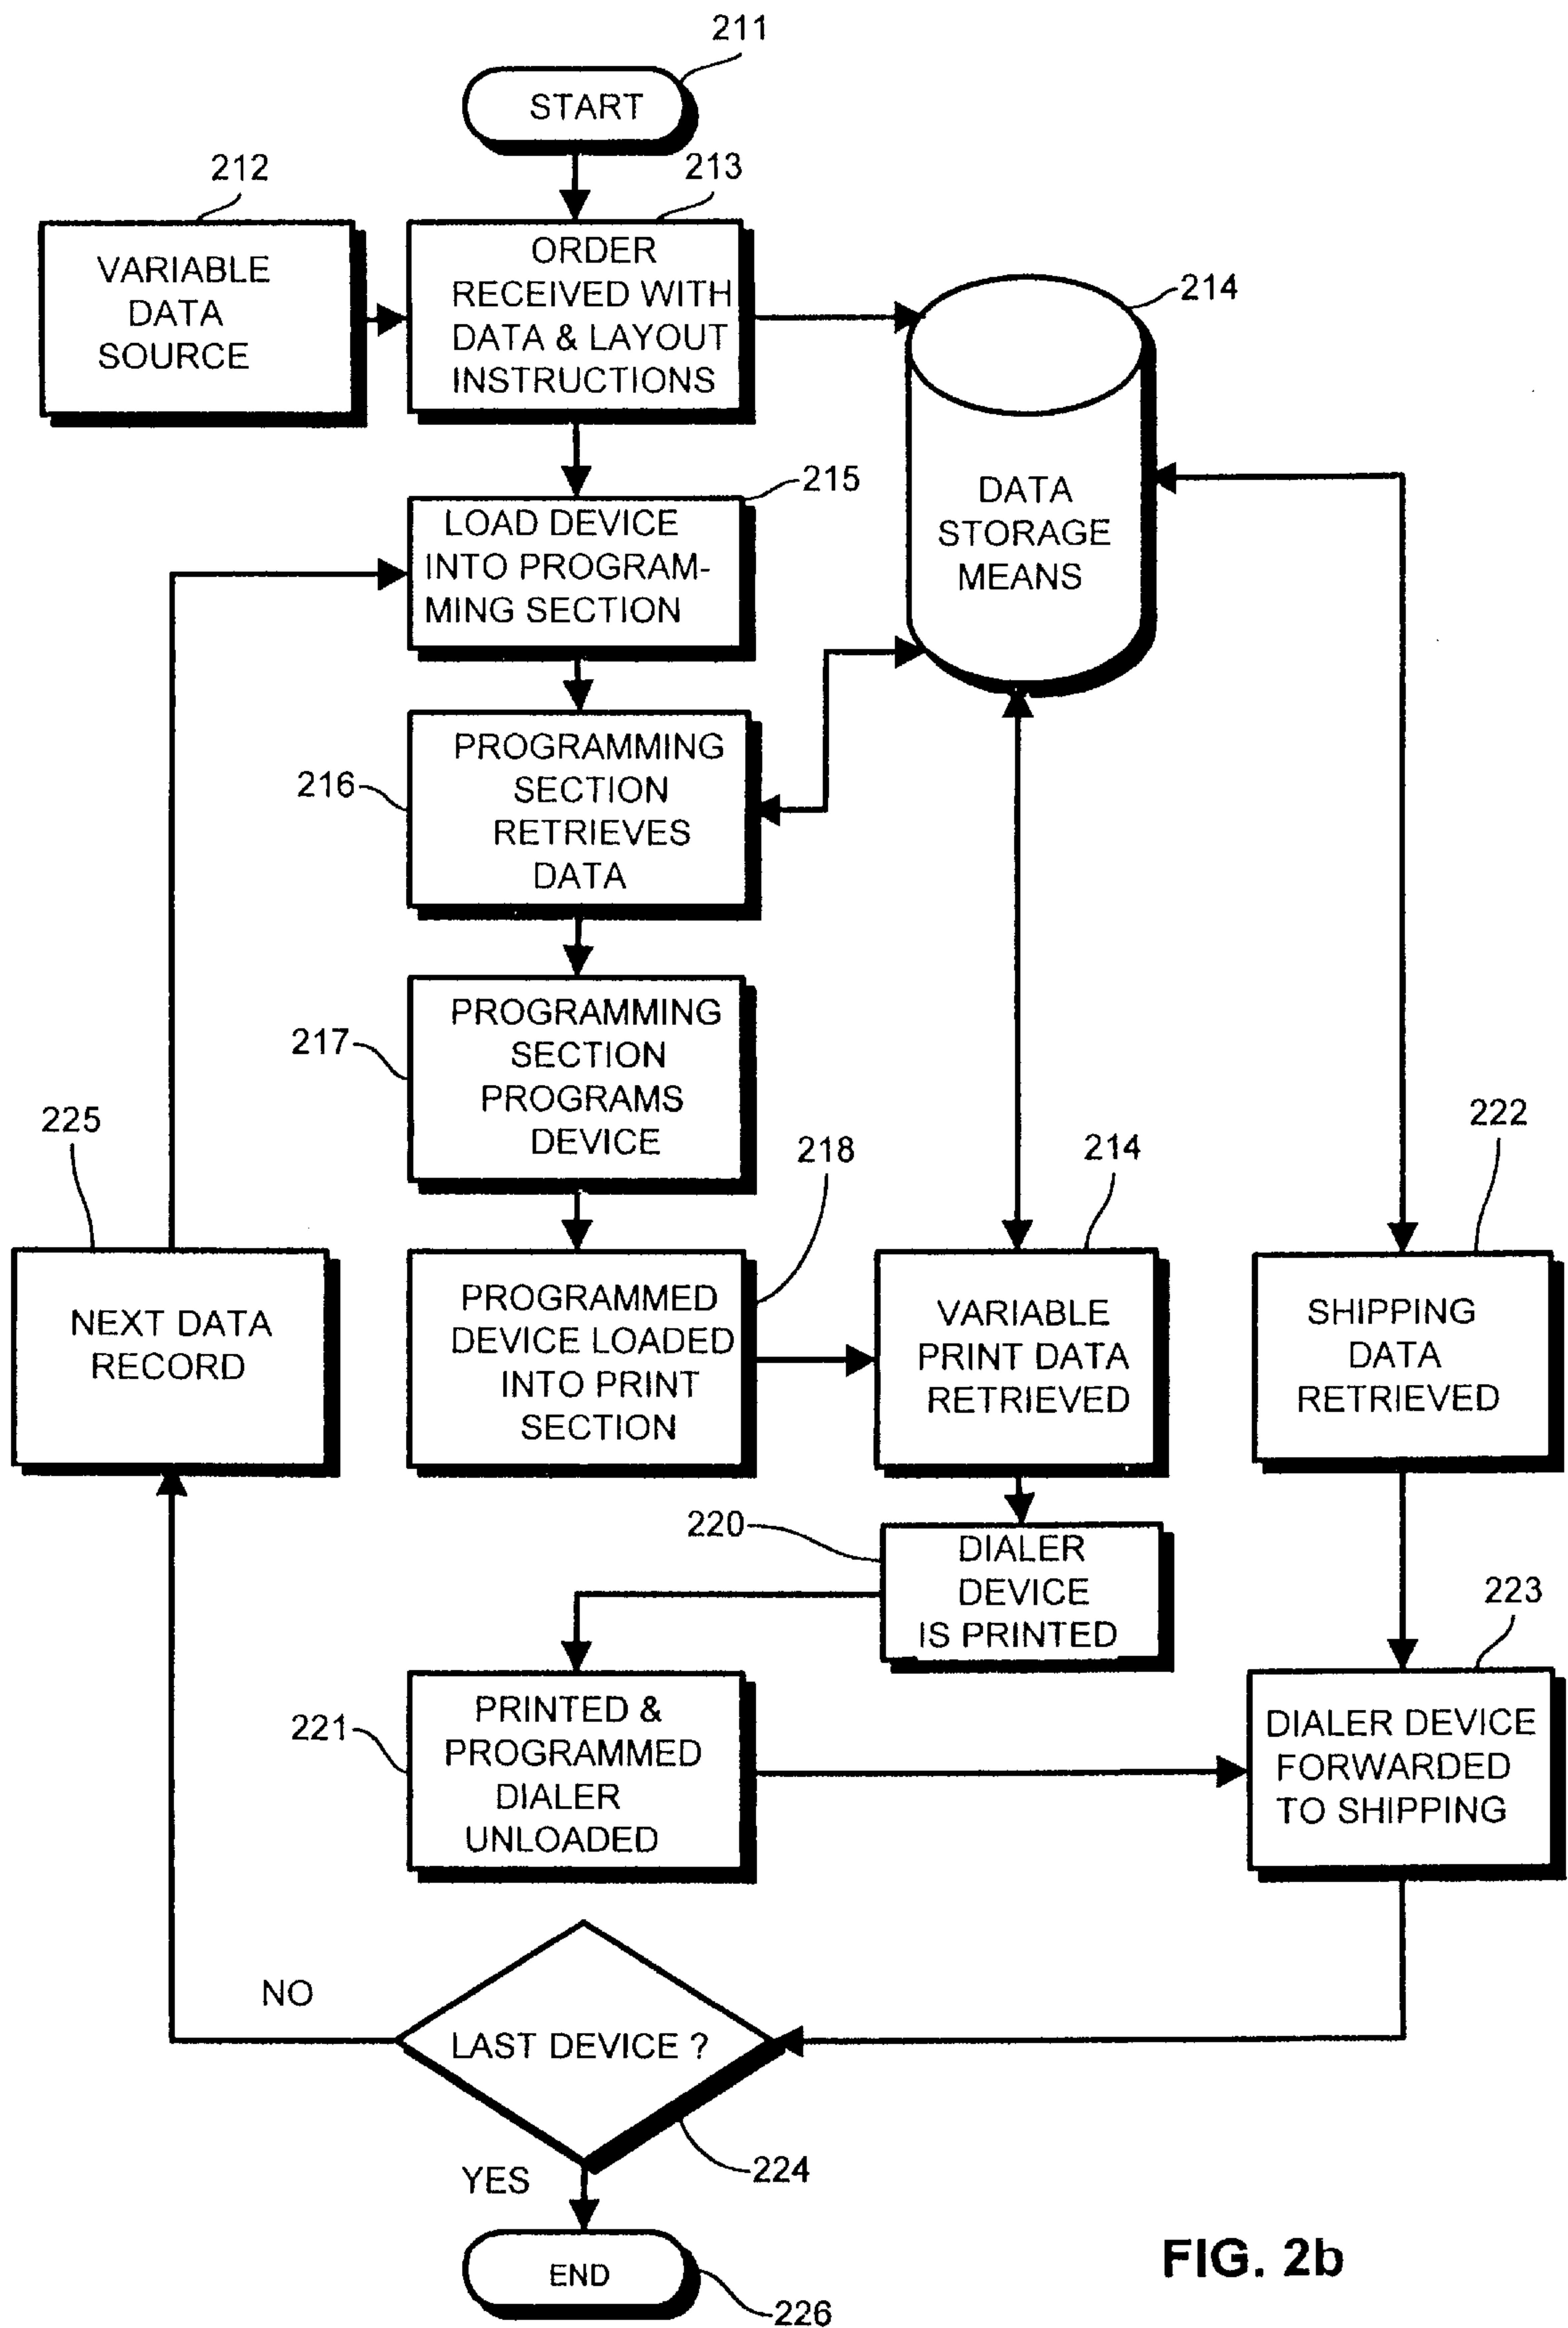 211
START
212
213
VARIABLE
DATA
SOURCE
ORDER
RECEIVED WITH
DATA & LAYOUT
INSTRUCTIONS
214
DATA
STORAGE
MEANS
215
LOAD DEVICE
INTO PROGRAM-
MING SECTION
216
PROGRAMMING
SECTION
RETRIEVES
DATA
217
PROGRAMMING
SECTION
PROGRAMS
DEVICE
225
NEXT DATA
RECORD
218
PROGRAMMED
DEVICE LOADED
INTO PRINT
SECTION
214
VARIABLE
PRINT DATA
RETRIEVED
222
SHIPPING
DATA
RETRIEVED
220
DIALER
DEVICE
IS PRINTED
221
PRINTED &
PROGRAMMED
DIALER
UNLOADED
223
DIALER DEVICE
FORWARDED
TO SHIPPING
NO
LAST DEVICE ?
224
YES
END
226
FIG. 2b